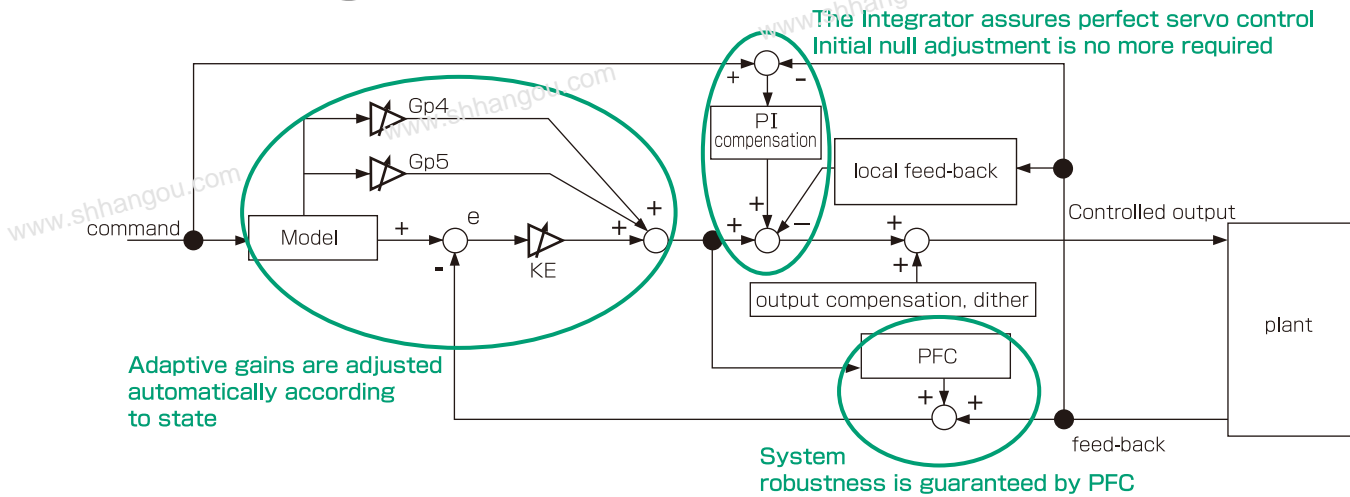 The Integrator assures perfect servo control
Initial null adjustment is no more required
www.shhangou.com
+
-
Gp4
www.shhangou.com
PI
compensation
Gp5
local feed-back
www.shhangou.com
+
+
command
Model
+
e
+
+
-
+
Controlled output
-
KE
+
output compensation, dither
plant
Adaptive gains are adjusted
automatically according
to state
PFC
+
+
feed-back
System
robustness is guaranteed by PFC